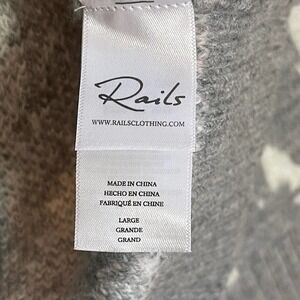 Rails
WWW.RAILSCLOTHING.COM
MADE IN CHINA
HECHO EN CHINA
FABRIQUÉ EN CHINE
LARGE
GRANDE
GRAND